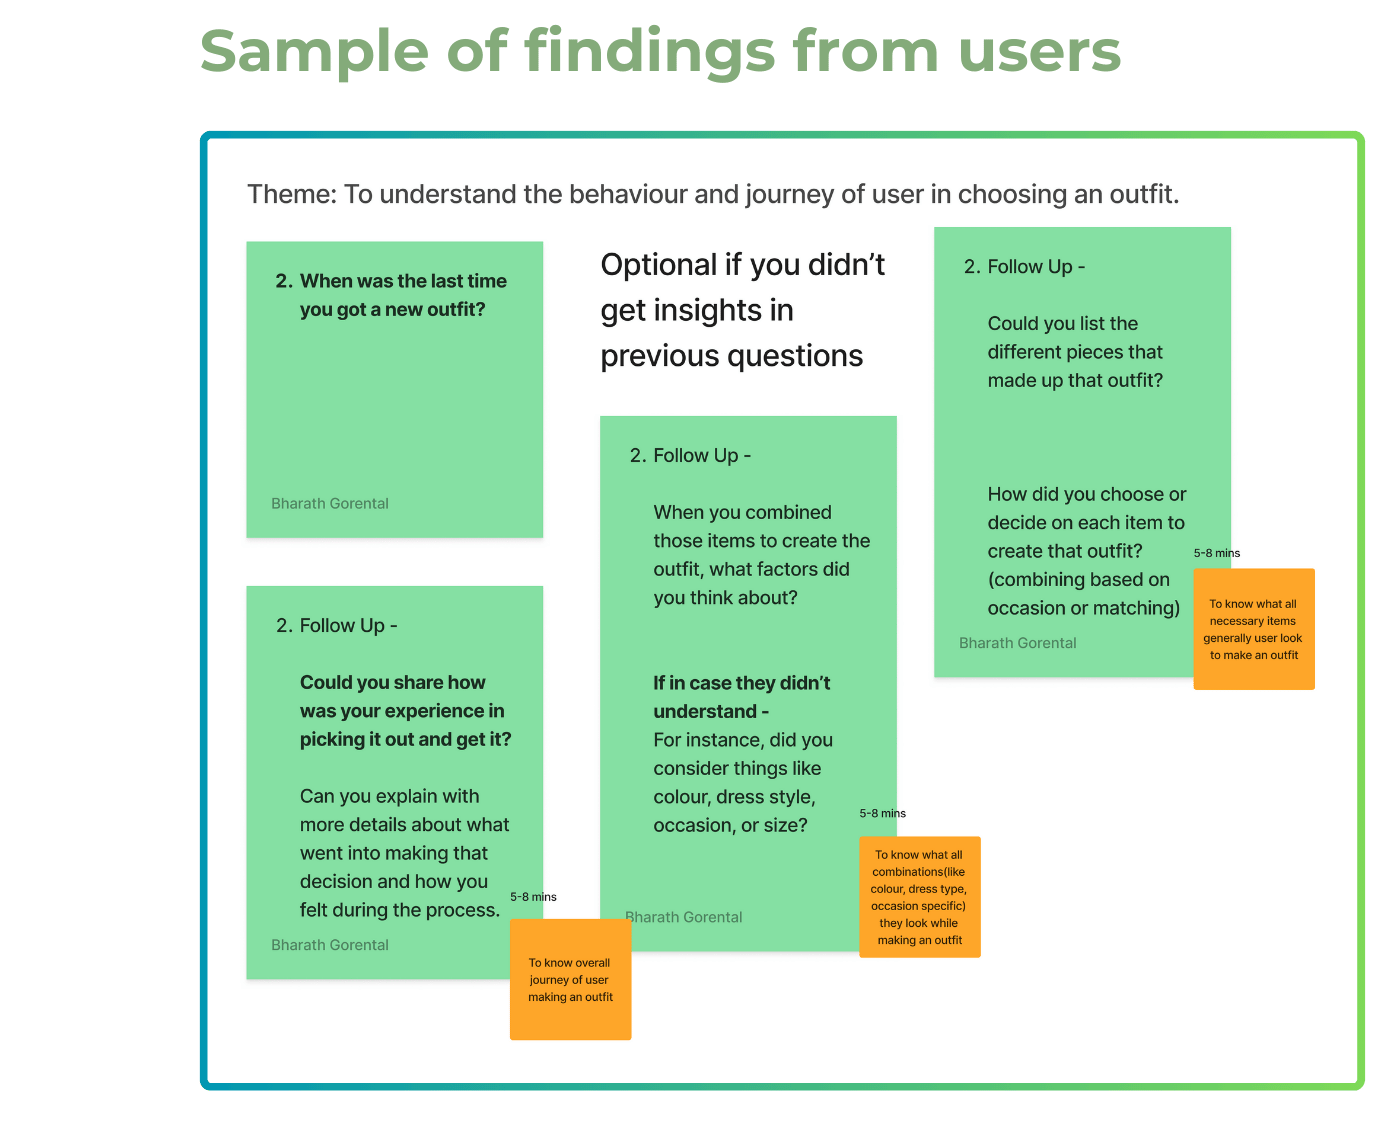 Sample of findings from users
Theme: To understand the behaviour and journey of user in choosing an outfit.
2. When was the last time
you got a new outfit?
Bharath Gorental
2. Follow Up -
Could you share how
was your experience in
picking it out and get it?
Can you explain with
more details about what
went into making that
decision and how you
felt during the process.
Bharath Gorental
5-8 mins
To know overall
journey of user
making an outfit
Optional if you didn’t
get insights in
previous questions
2. Follow Up -
When you combined
those items to create the
outfit, what factors did
you think about?
If in case they didn’t
understand -
For instance, did you
consider things like
colour, dress style,
occasion, or size?
Bharath Gorental
5-8 mins
To know what all
combinations(like
colour, dress type,
occasion specific)
they look while
making an outfit
2. Follow Up -
Could you list the
different pieces that
made up that outfit?
How did you choose or
decide on each item to
create that outfit?
(combining based on
occasion or matching)
Bharath Gorental
5-8 mins
To know what all
necessary items
generally user look
to make an outfit